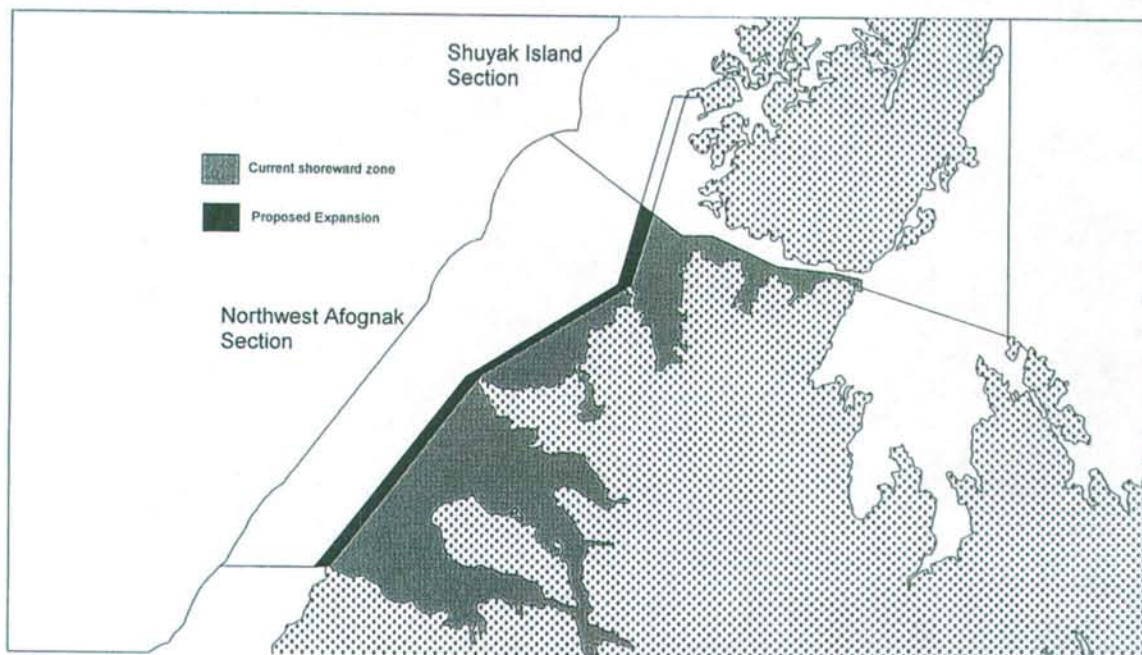 Shuyak Island
Section
Current shoreward zone
Proposed Expansion
Northwest Afognak
Section